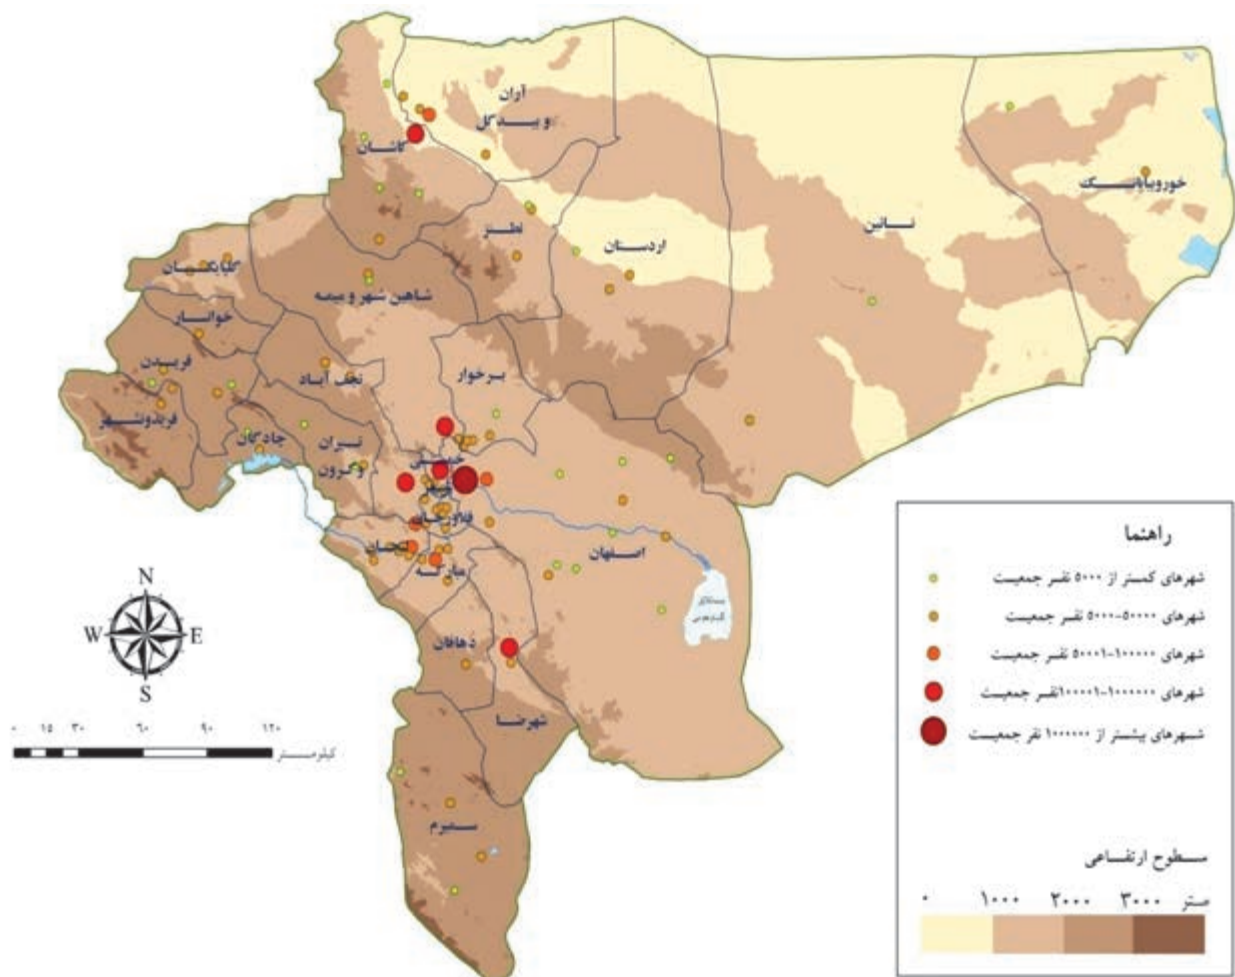 آران
و بیدگل
کاشان
خوروبیابانک
نطنز
نائین
اردستان
گلپایگان
شاهین شهر و میمه
خوانسار
فریدن
نجف آباد
برخوار
فریدونشهر
چادگان
تیران
و کرون
خمینی
شهر
فلاورجان
لنجان
مبارکه
اصفهان
دهاقان
شهرضا
سمیرم
N
W
E
S
۰ ۱۵ ۳۰ ۶۰ ۹۰ ۱۲۰
کیلومتر
راهنما
شهرهای کمتر از ۵۰۰۰ نفر جمعیت
شهرهای ۵۰۰۰۰-۵۰۰۰ نفر جمعیت
شهرهای ۱۰۰۰۰۰-۵۰۰۰۱ نفر جمعیت
شهرهای ۱۰۰۰۰۰۰-۱۰۰۰۰۱ نفر جمعیت
شهرهای بیشتر از ۱۰۰۰۰۰۰ نفر جمعیت
سطوح ارتفاعی
۰ ۱۰۰۰ ۲۰۰۰ ۳۰۰۰ متر